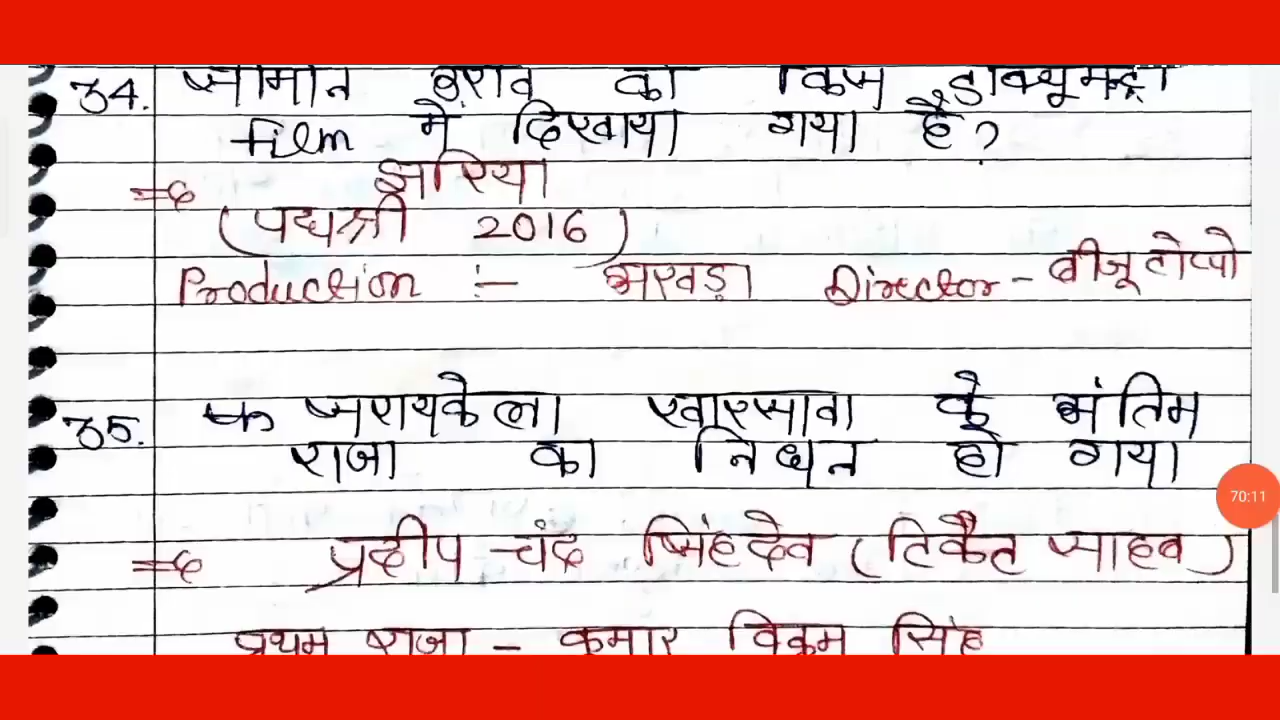 34. सीमोन उराव को किस डाक्यूमेन्ट्री
film में दिखाया गया है?
⇒ झरिया
(पद्मश्री 2016)
Production :- अखड़ा Director - बीजू टोप्पो
35. सरायकेला खारसावा के अंतिम
राजा का निधन हो गया
⇒ प्रदीप चंद्र सिंहदेव (टिकैत साहब)
प्रथम राजा - कुमार विक्रम सिंह
70:11